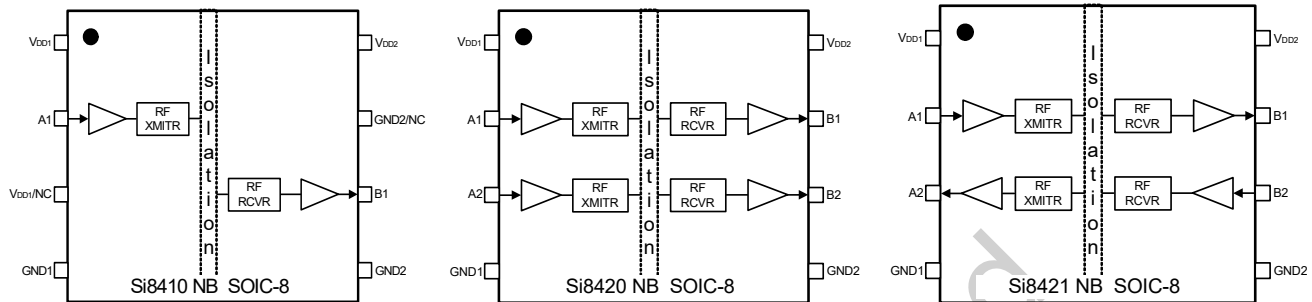 VDD1
VDD2
A1
RF
XMITR
GND2/NC
Isolation
VDD1/NC
RF
RCVR
B1
GND1
GND2
Si8410 NB SOIC-8
VDD1
VDD2
A1
RF
XMITR
RF
RCVR
B1
Isolation
A2
RF
XMITR
RF
RCVR
B2
GND1
GND2
Si8420 NB SOIC-8
VDD1
VDD2
A1
RF
XMITR
RF
RCVR
B1
Isolation
A2
RF
XMITR
RF
RCVR
B2
GND1
GND2
Si8421 NB SOIC-8
d